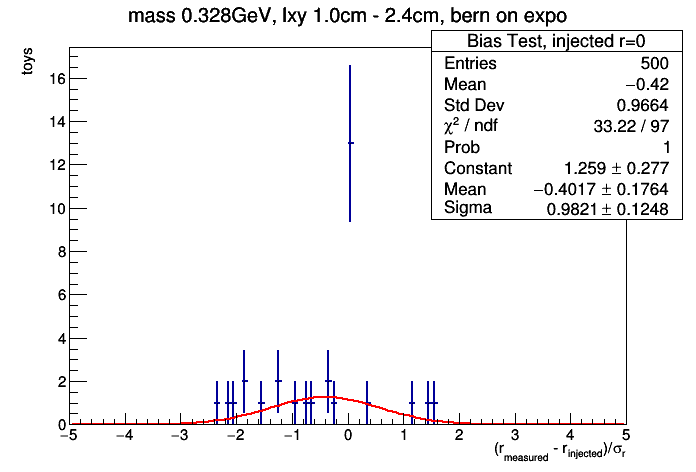 mass 0.328GeV, lxy 1.0cm - 2.4cm, bern on expo
Bias Test, injected r=0
Entries 500
Mean −0.42
Std Dev 0.9664
χ² / ndf 33.22 / 97
Prob 1
Constant 1.259 ± 0.277
Mean −0.4017 ± 0.1764
Sigma 0.9821 ± 0.1248
toys
16
14
12
10
8
6
4
2
0
−5 −4 −3 −2 −1 0 1 2 3 4 5
(r_measured - r_injected)/σ_r